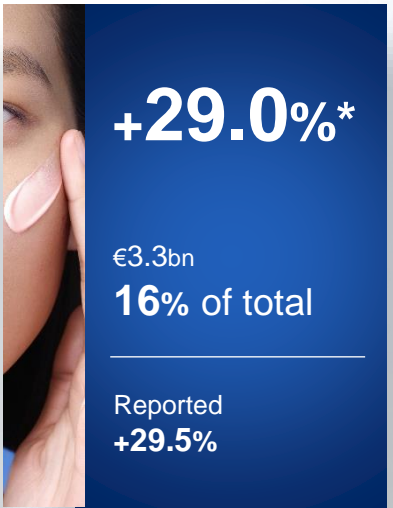 +29.0%*
€3.3bn
16% of total
Reported
+29.5%